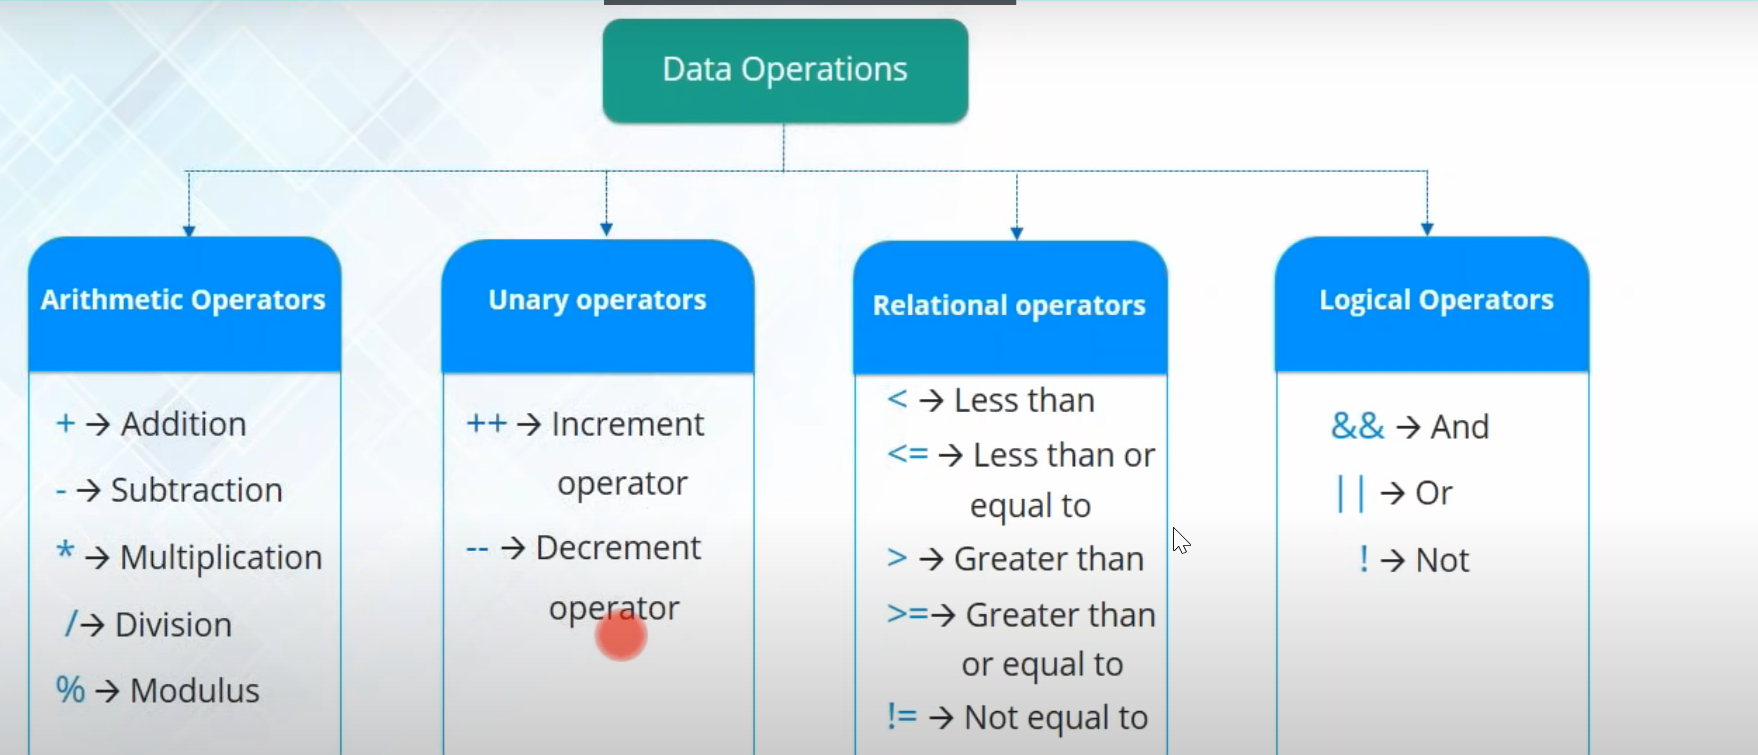 Data Operations
Arithmetic Operators
+ → Addition
- → Subtraction
* → Multiplication
/→ Division
% → Modulus
Unary operators
++ → Increment
operator
-- → Decrement
operator
Relational operators
< → Less than
<= → Less than or
equal to
> → Greater than
>=→ Greater than
or equal to
!= → Not equal to
Logical Operators
&& → And
|| → Or
! → Not